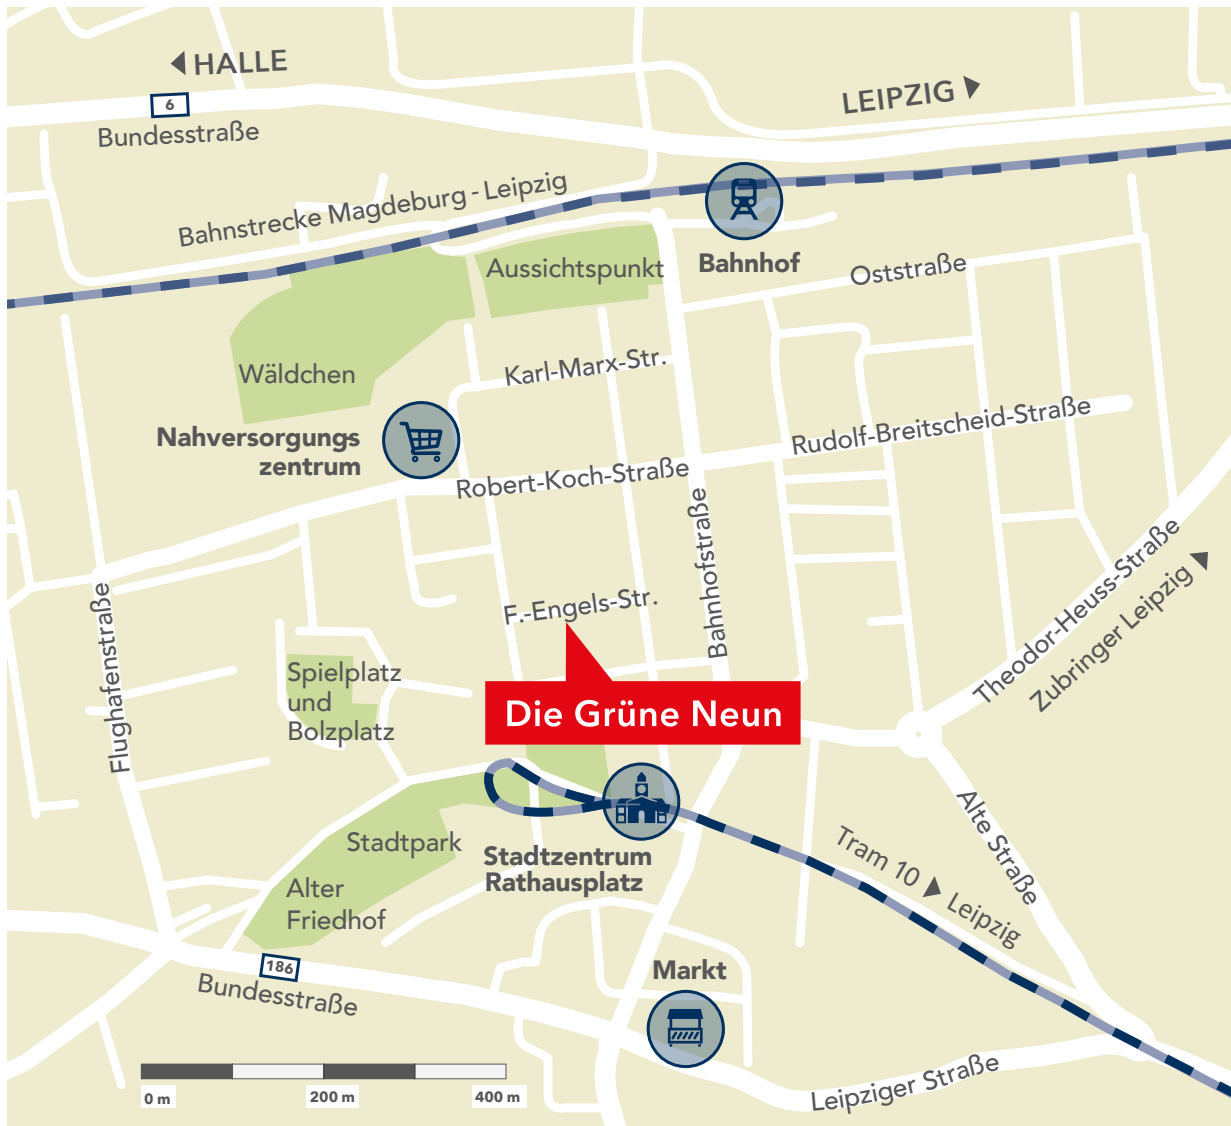 HALLE
6
Bundesstraße
LEIPZIG
Bahnstrecke Magdeburg - Leipzig
Bahnhof
Aussichtspunkt
Oststraße
Wäldchen
Karl-Marx-Str.
Nahversorgungs
zentrum
Rudolf-Breitscheid-Straße
Robert-Koch-Straße
Bahnhofstraße
F.-Engels-Str.
Theodor-Heuss-Straße
Zubringer Leipzig
Flughafenstraße
Spielplatz
und
Bolzplatz
Die Grüne Neun
Stadtpark
Stadtzentrum
Rathausplatz
Alte Straße
Tram 10
Leipzig
Alter
Friedhof
186
Bundesstraße
Markt
Leipziger Straße
0 m
200 m
400 m